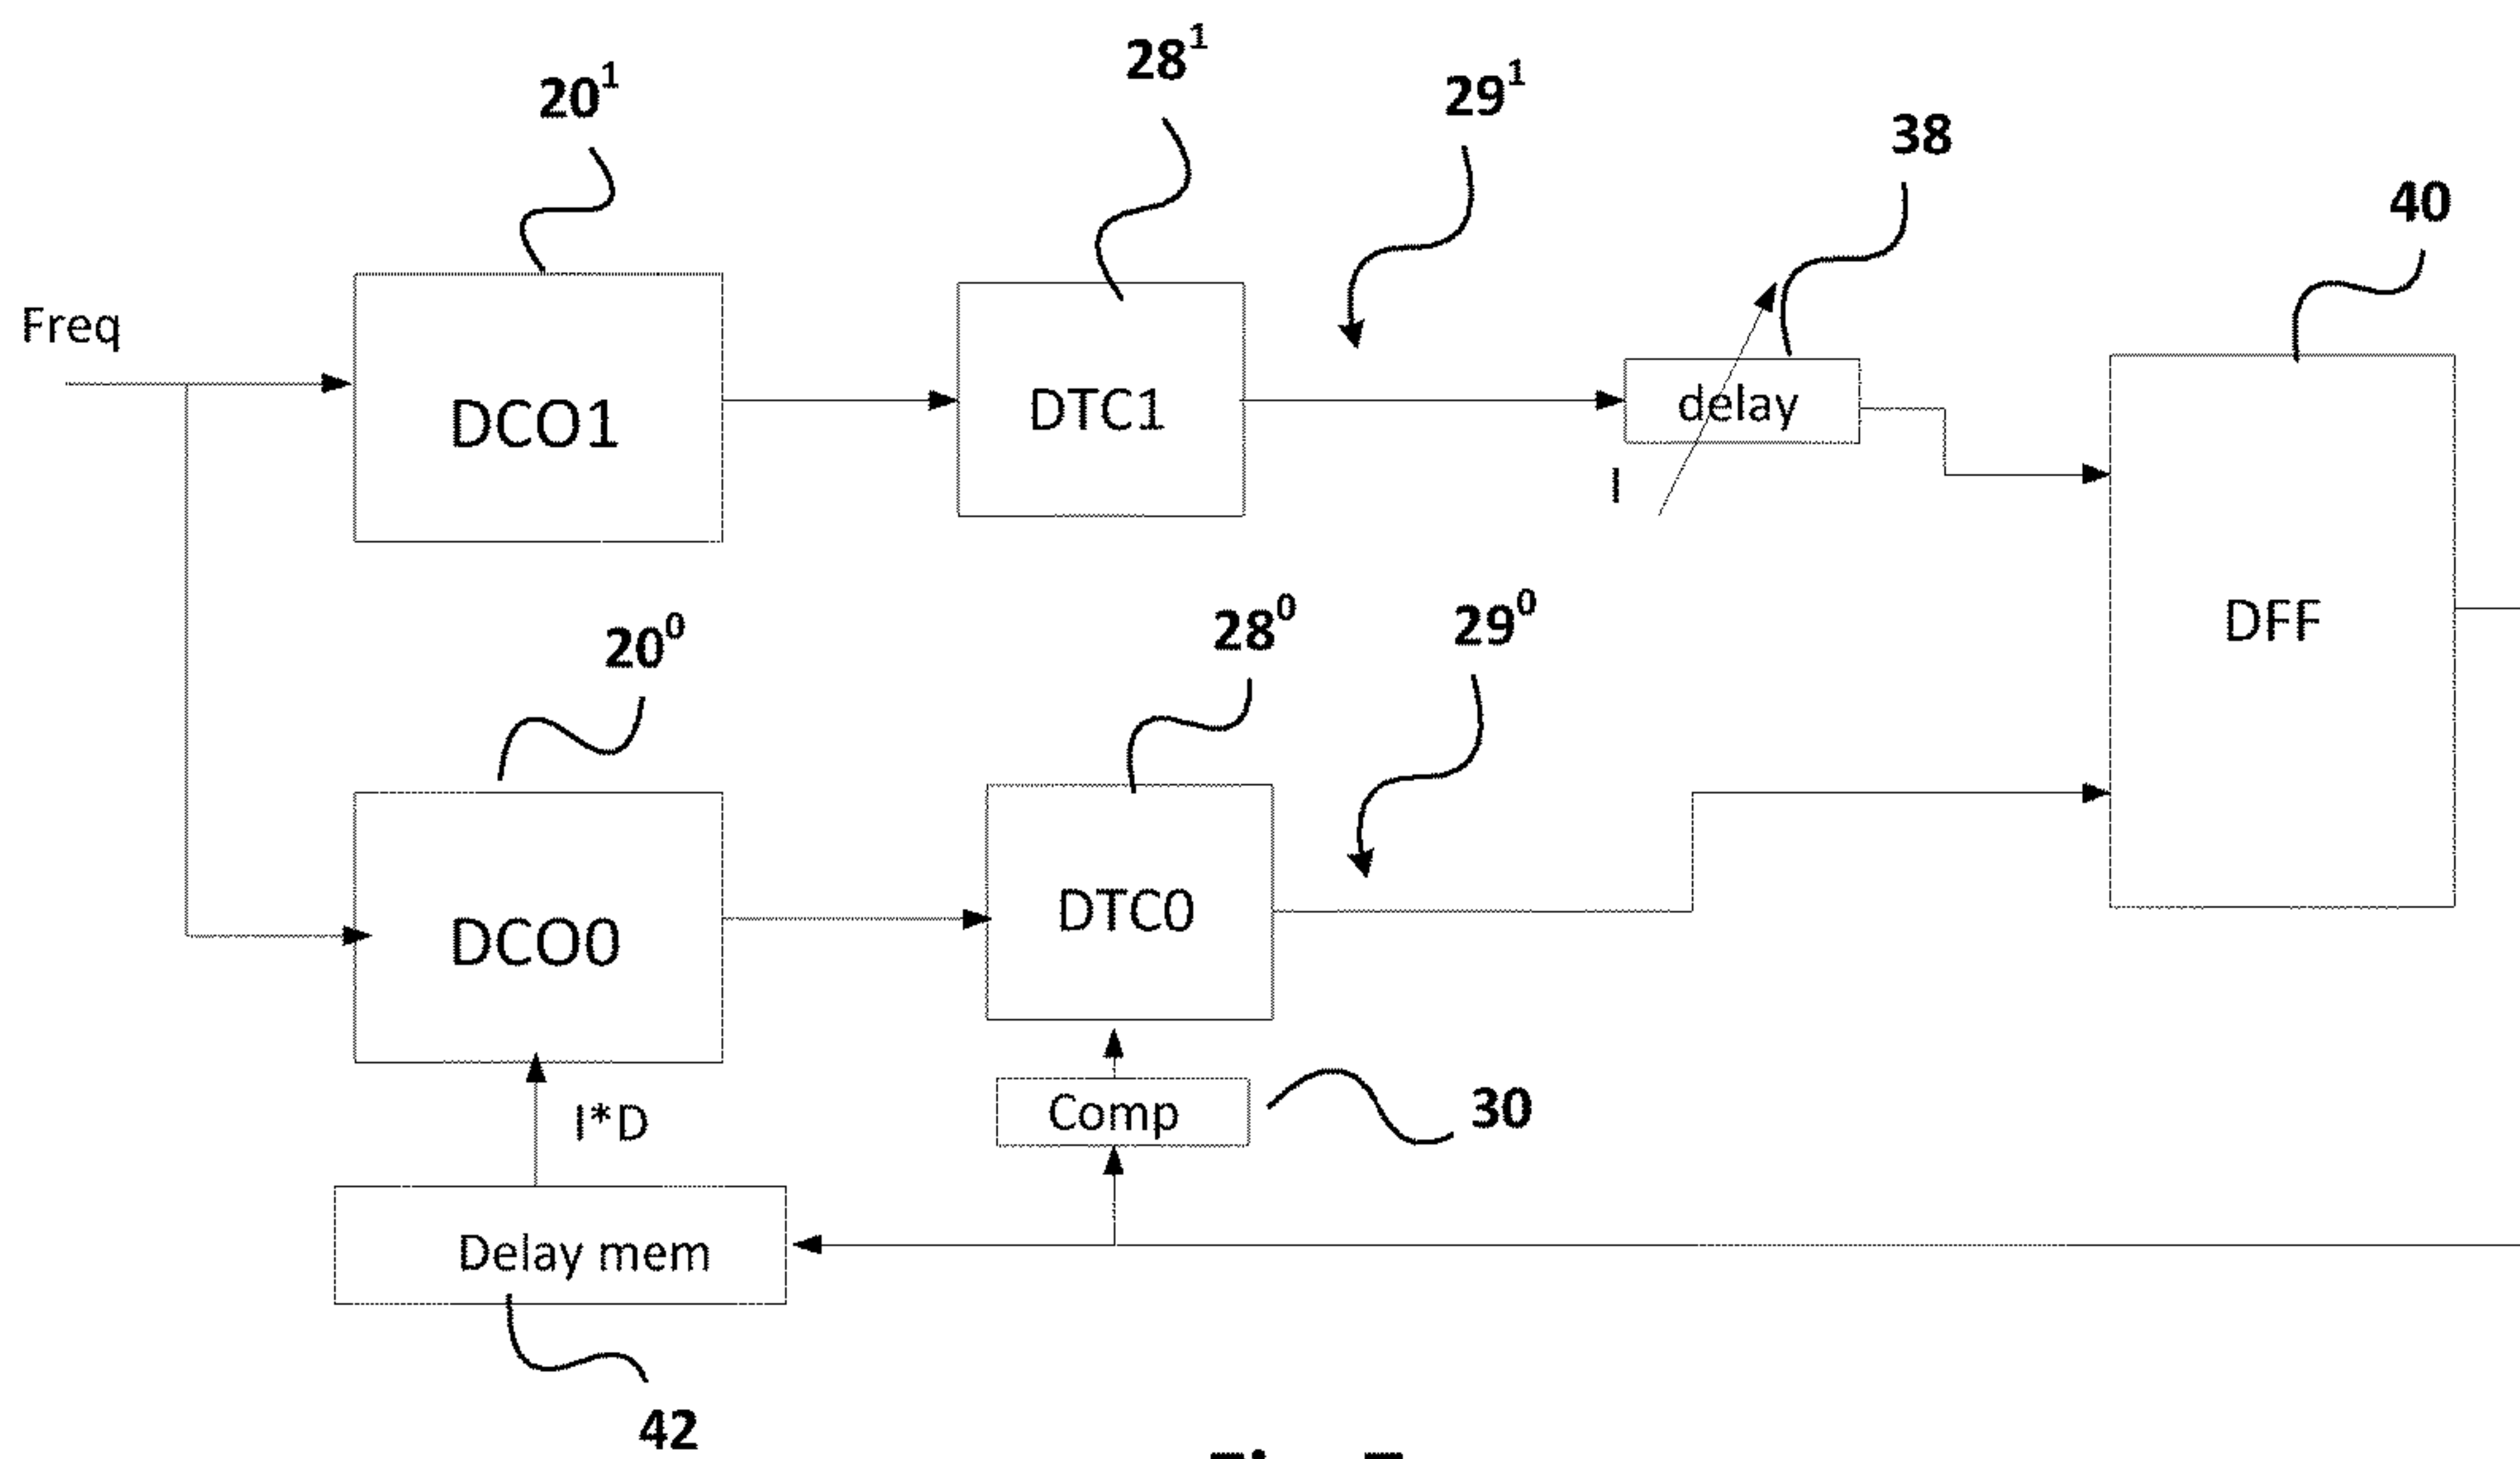 20¹
28¹
29¹
38
40
Freq
DCO1
DTC1
delay
I
DFF
20⁰
28⁰
29⁰
DCO0
DTC0
I*D
Comp
30
Delay mem
42